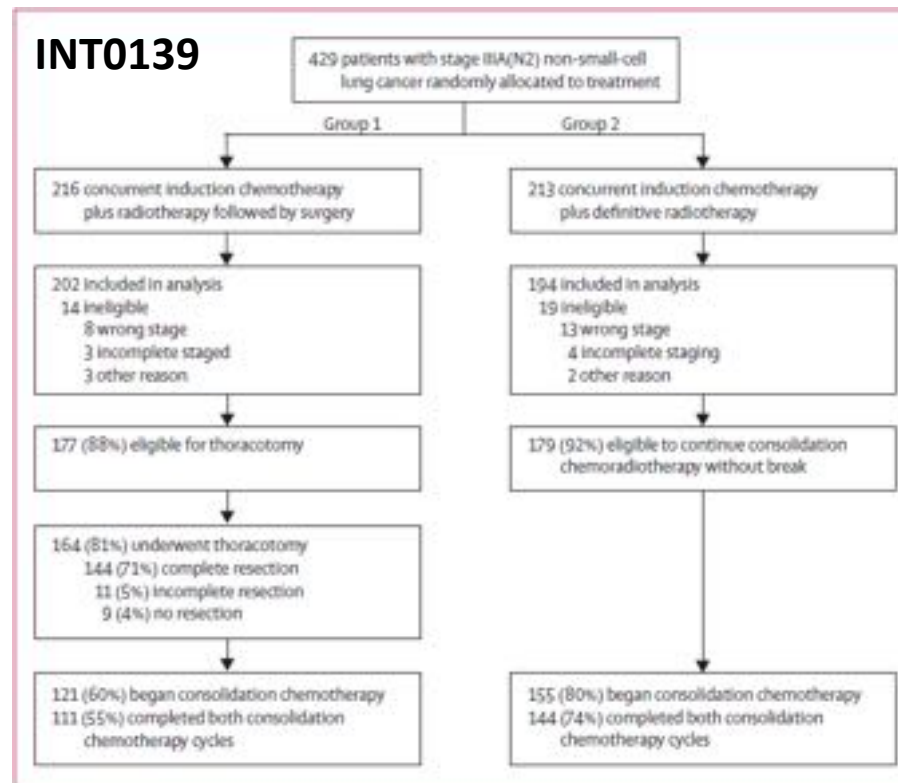 INT0139
429 patients with stage IIIA(N2) non-small-cell
lung cancer randomly allocated to treatment
Group 1
Group 2
216 concurrent induction chemotherapy
plus radiotherapy followed by surgery
213 concurrent induction chemotherapy
plus definitive radiotherapy
202 included in analysis
14 ineligible
8 wrong stage
3 incomplete staged
3 other reason
194 included in analysis
19 ineligible
13 wrong stage
4 incomplete staging
2 other reason
177 (88%) eligible for thoracotomy
179 (92%) eligible to continue consolidation
chemoradiotherapy without break
164 (81%) underwent thoracotomy
144 (71%) complete resection
11 (5%) incomplete resection
9 (4%) no resection
121 (60%) began consolidation chemotherapy
111 (55%) completed both consolidation
chemotherapy cycles
155 (80%) began consolidation chemotherapy
144 (74%) completed both consolidation
chemotherapy cycles